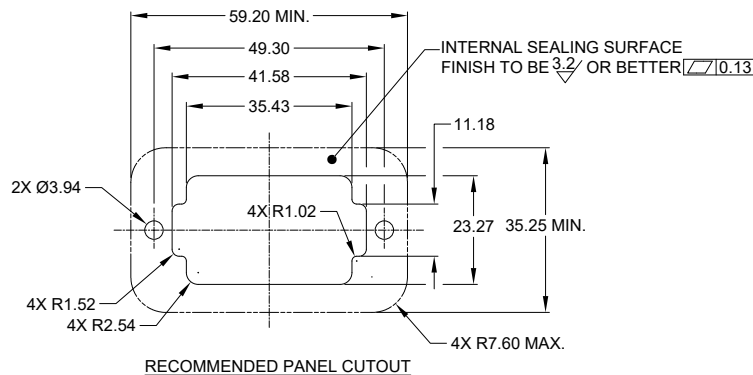 59.20 MIN.
49.30
41.58
35.43
INTERNAL SEALING SURFACE
FINISH TO BE 3.2 OR BETTER ⏥ 0.13
11.18
2X Ø3.94
4X R1.02
23.27
35.25 MIN.
4X R1.52
4X R2.54
4X R7.60 MAX.
RECOMMENDED PANEL CUTOUT